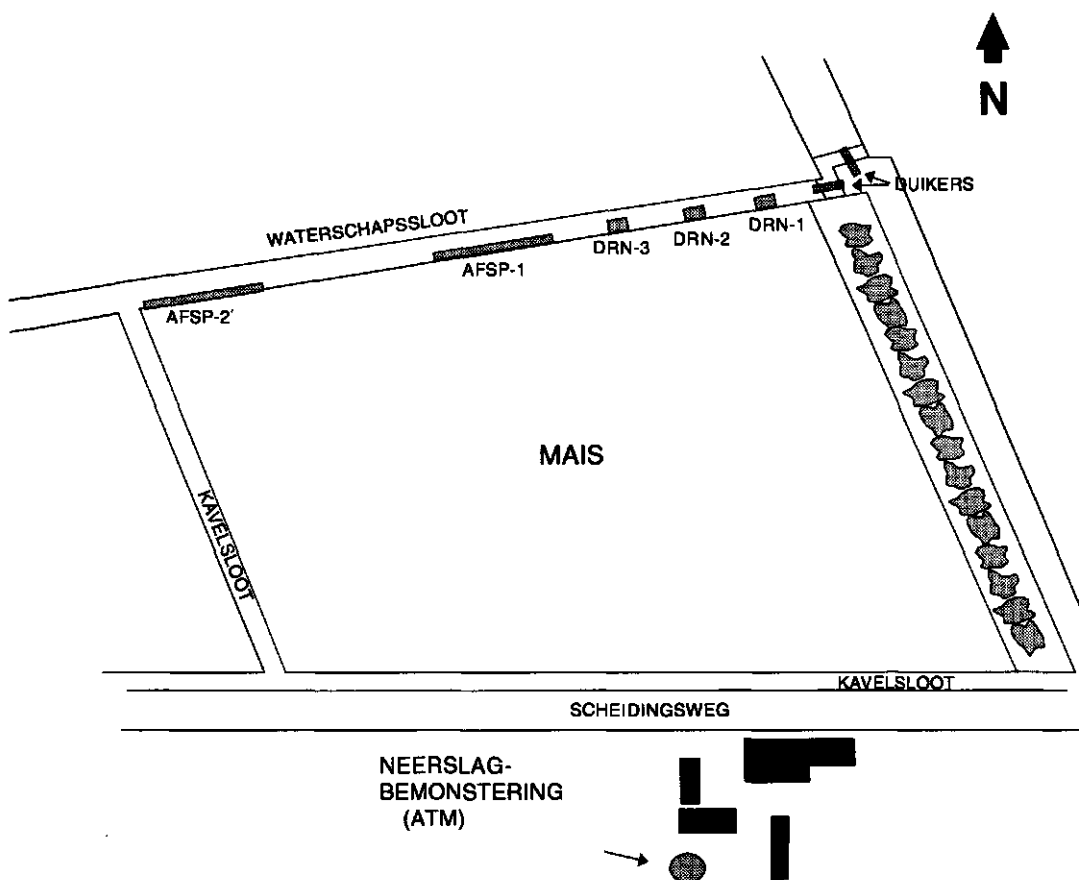 N
DUIKERS
WATERSCHAPSSLOOT
DRN-1
DRN-2
DRN-3
AFSP-1
AFSP-2'
MAIS
KAVELSLOOT
KAVELSLOOT
SCHEIDINGSWEG
NEERSLAG-
BEMONSTERING
(ATM)